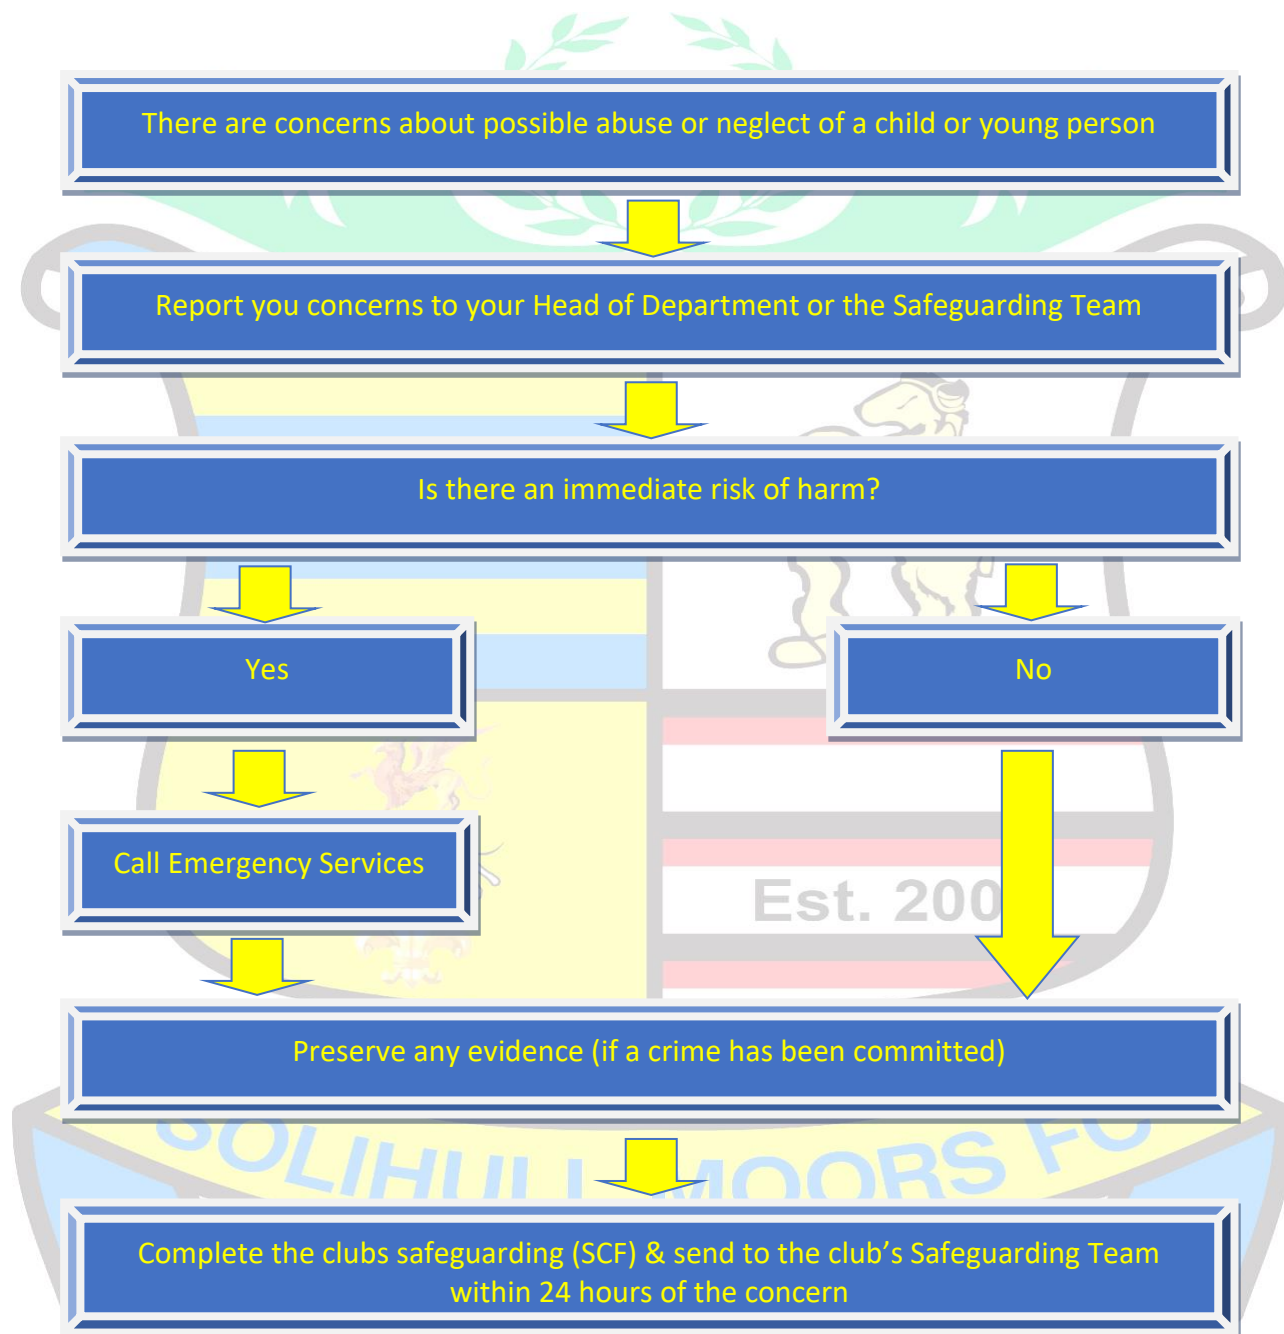 There are concerns about possible abuse or neglect of a child or young person
Report you concerns to your Head of Department or the Safeguarding Team
Is there an immediate risk of harm?
Yes
No
Call Emergency Services
Est. 200
Preserve any evidence (if a crime has been committed)
SOLIHULL MOORS FC
Complete the clubs safeguarding (SCF) & send to the club’s Safeguarding Team
within 24 hours of the concern